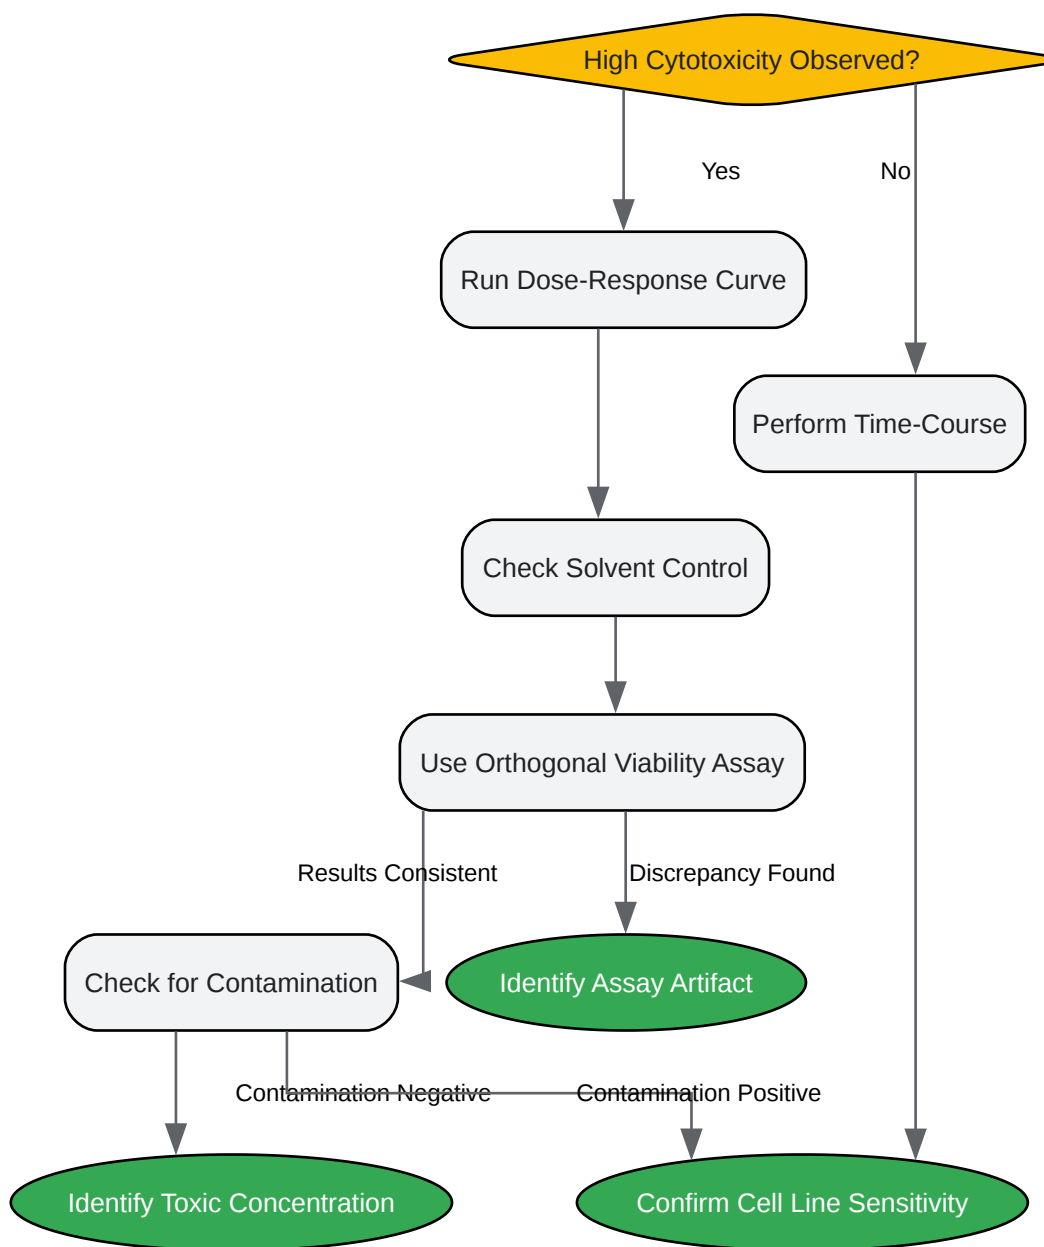 High Cytotoxicity Observed?
Yes
No
Run Dose-Response Curve
Perform Time-Course
Check Solvent Control
Use Orthogonal Viability Assay
Results Consistent
Discrepancy Found
Check for Contamination
Identify Assay Artifact
Contamination Negative
Contamination Positive
Identify Toxic Concentration
Confirm Cell Line Sensitivity